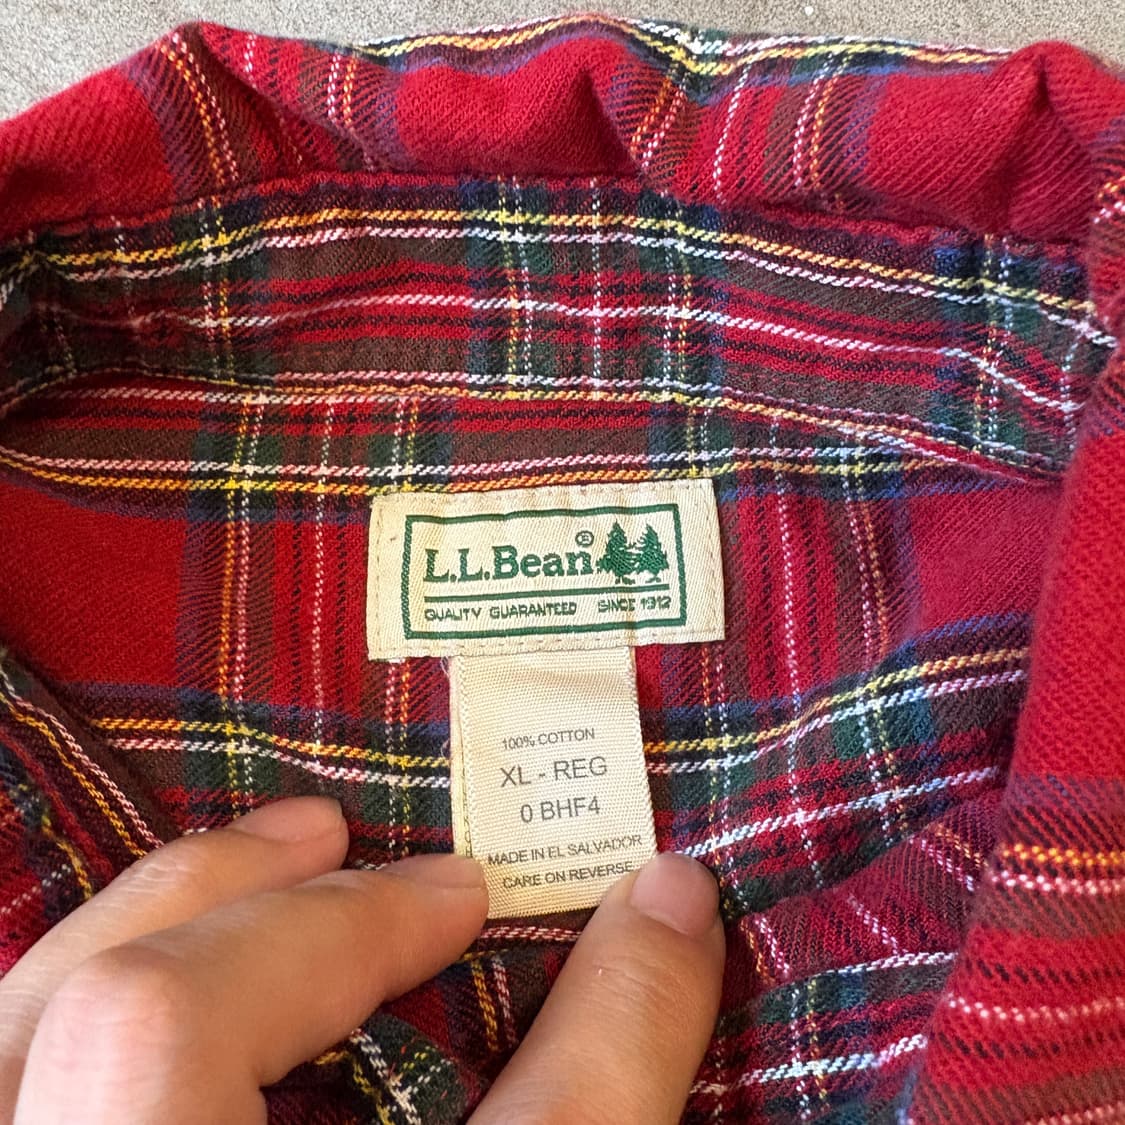 L.L.Bean®
QUALITY GUARANTEED SINCE 1912
100% COTTON
XL - REG
0 BHF4
MADE IN EL SALVADOR
CARE ON REVERSE